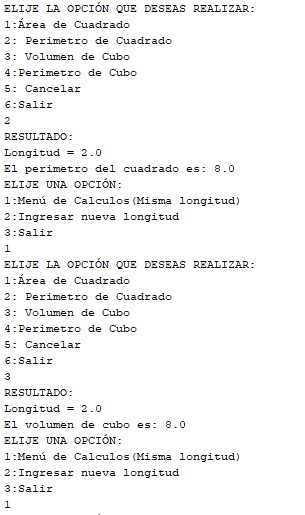 ELIJE LA OPCIÓN QUE DESEAS REALIZAR:
1:Área de Cuadrado
2: Perimetro de Cuadrado
3: Volumen de Cubo
4:Perimetro de Cubo
5: Cancelar
6:Salir
2
RESULTADO:
Longitud = 2.0
El perimetro del cuadrado es: 8.0
ELIJE UNA OPCIÓN:
1:Menú de Calculos(Misma longitud)
2:Ingresar nueva longitud
3:Salir
1
ELIJE LA OPCIÓN QUE DESEAS REALIZAR:
1:Área de Cuadrado
2: Perimetro de Cuadrado
3: Volumen de Cubo
4:Perimetro de Cubo
5: Cancelar
6:Salir
3
RESULTADO:
Longitud = 2.0
El volumen de cubo es: 8.0
ELIJE UNA OPCIÓN:
1:Menú de Calculos(Misma longitud)
2:Ingresar nueva longitud
3:Salir
1